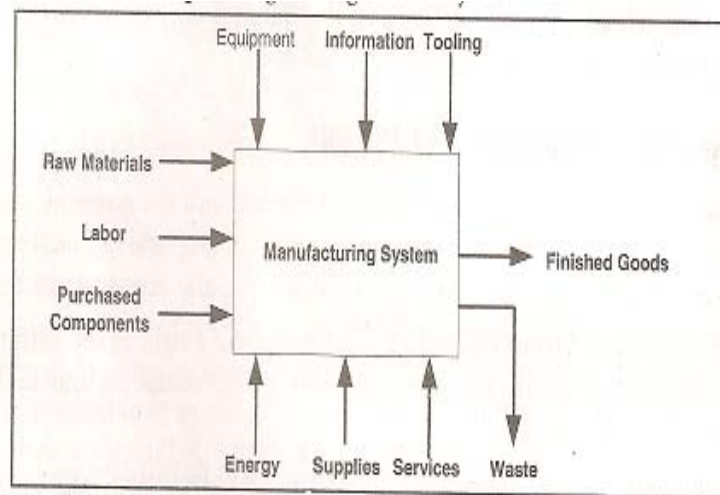 Equipment Information Tooling
Raw Materials
Labor
Manufacturing System
Finished Goods
Purchased
Components
Energy Supplies Services Waste